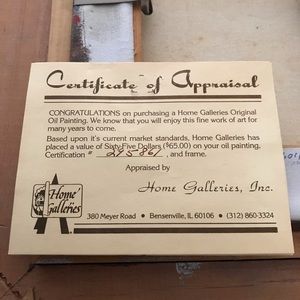 Certificate of Appraisal
CONGRATULATIONS on purchasing a Home Galleries Original
Oil Painting. We know that you will enjoy this fine work of art for
many years to come.
Based upon it's current market standards, Home Galleries has
placed a value of Sixty-Five Dollars ($65.00) on your oil painting,
Certification # 245861, and frame.
Appraised by
Home Galleries, Inc.
Home Galleries
380 Meyer Road • Bensenville, IL 60106 • (312) 860-3324